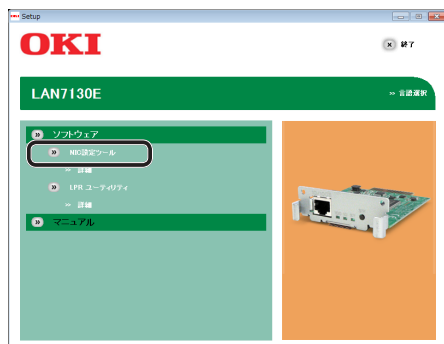 Setup
OKI
終了
LAN7130E
言語選択
ソフトウェア
NIC設定ツール
詳細
LPR ユーティリティ
詳細
マニュアル